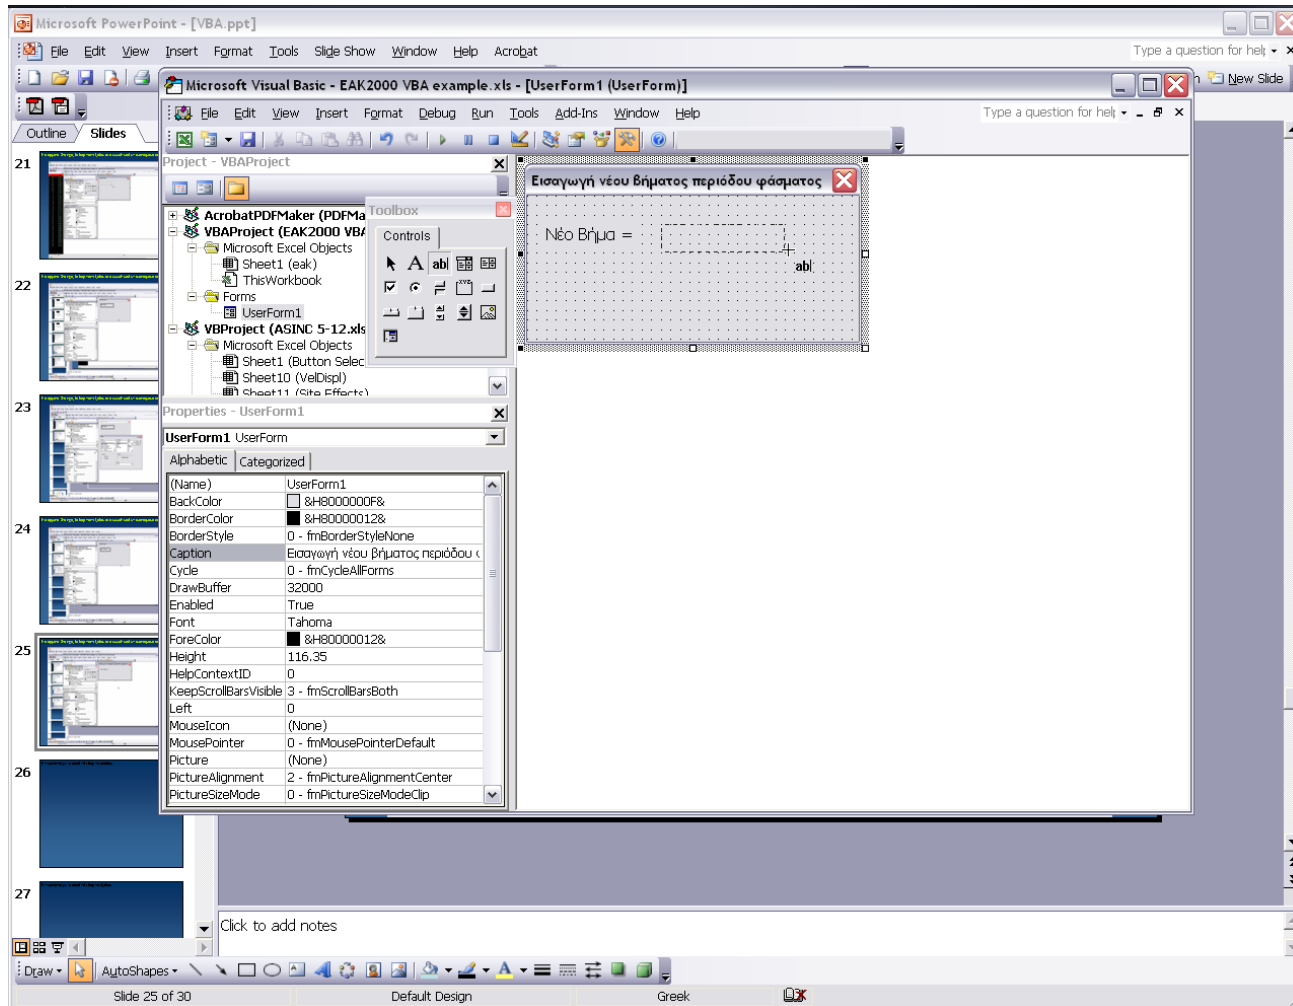 Microsoft PowerPoint - [VBA.ppt]
File Edit View Insert Format Tools Slide Show Window Help Acrobat
Type a question for help
New Slide
Outline Slides
Microsoft Visual Basic - EAK2000 VBA example.xls - [UserForm1 (UserForm)]
File Edit View Insert Format Debug Run Tools Add-Ins Window Help
Type a question for help
Project - VBAProject
AcrobatPDFMaker (PDFMa
VBAProject (EAK2000 VBA
Microsoft Excel Objects
Sheet1 (eak)
ThisWorkbook
Forms
UserForm1
VBProject (ASINC 5-12.xls
Microsoft Excel Objects
Sheet1 (Button Selec
Sheet10 (VelDispl)
Sheet11 (Site Effects)
Toolbox
Controls
A ab|
Εισαγωγή νέου βήματος περιόδου φάσματος
Νέο Βήμα =
ab|
Properties - UserForm1
UserForm1 UserForm
Alphabetic Categorized
(Name) UserForm1
BackColor &H8000000F&
BorderColor &H80000012&
BorderStyle 0 - fmBorderStyleNone
Caption Εισαγωγή νέου βήματος περιόδου
Cycle 0 - fmCycleAllForms
DrawBuffer 32000
Enabled True
Font Tahoma
ForeColor &H80000012&
Height 116.35
HelpContextID 0
KeepScrollBarsVisible 3 - fmScrollBarsBoth
Left 0
MouseIcon (None)
MousePointer 0 - fmMousePointerDefault
Picture (None)
PictureAlignment 2 - fmPictureAlignmentCenter
PictureSizeMode 0 - fmPictureSizeModeClip
21
22
23
24
25
26
27
Click to add notes
Draw AutoShapes
Slide 25 of 30 Default Design Greek